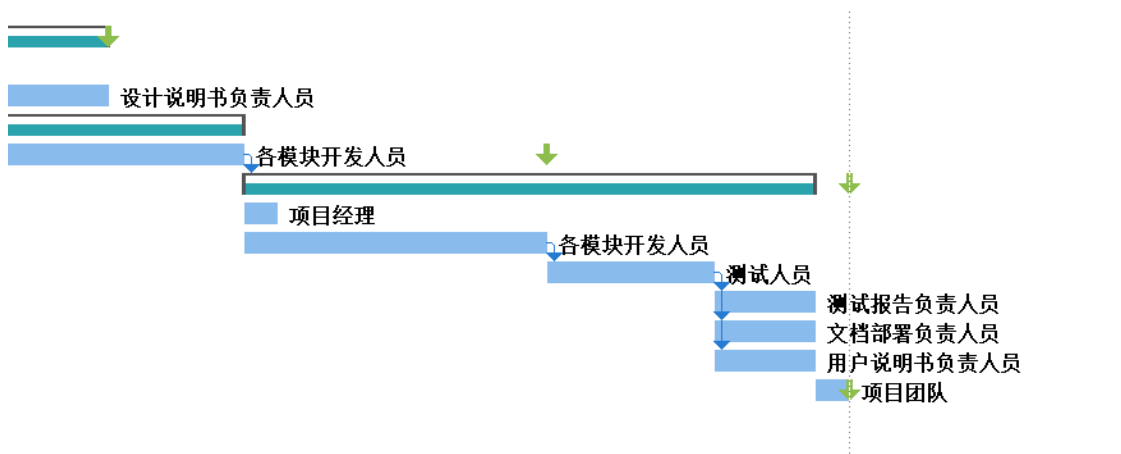 设计说明书负责人员
各模块开发人员
项目经理
各模块开发人员
测试人员
测试报告负责人员
文档部署负责人员
用户说明书负责人员
项目团队